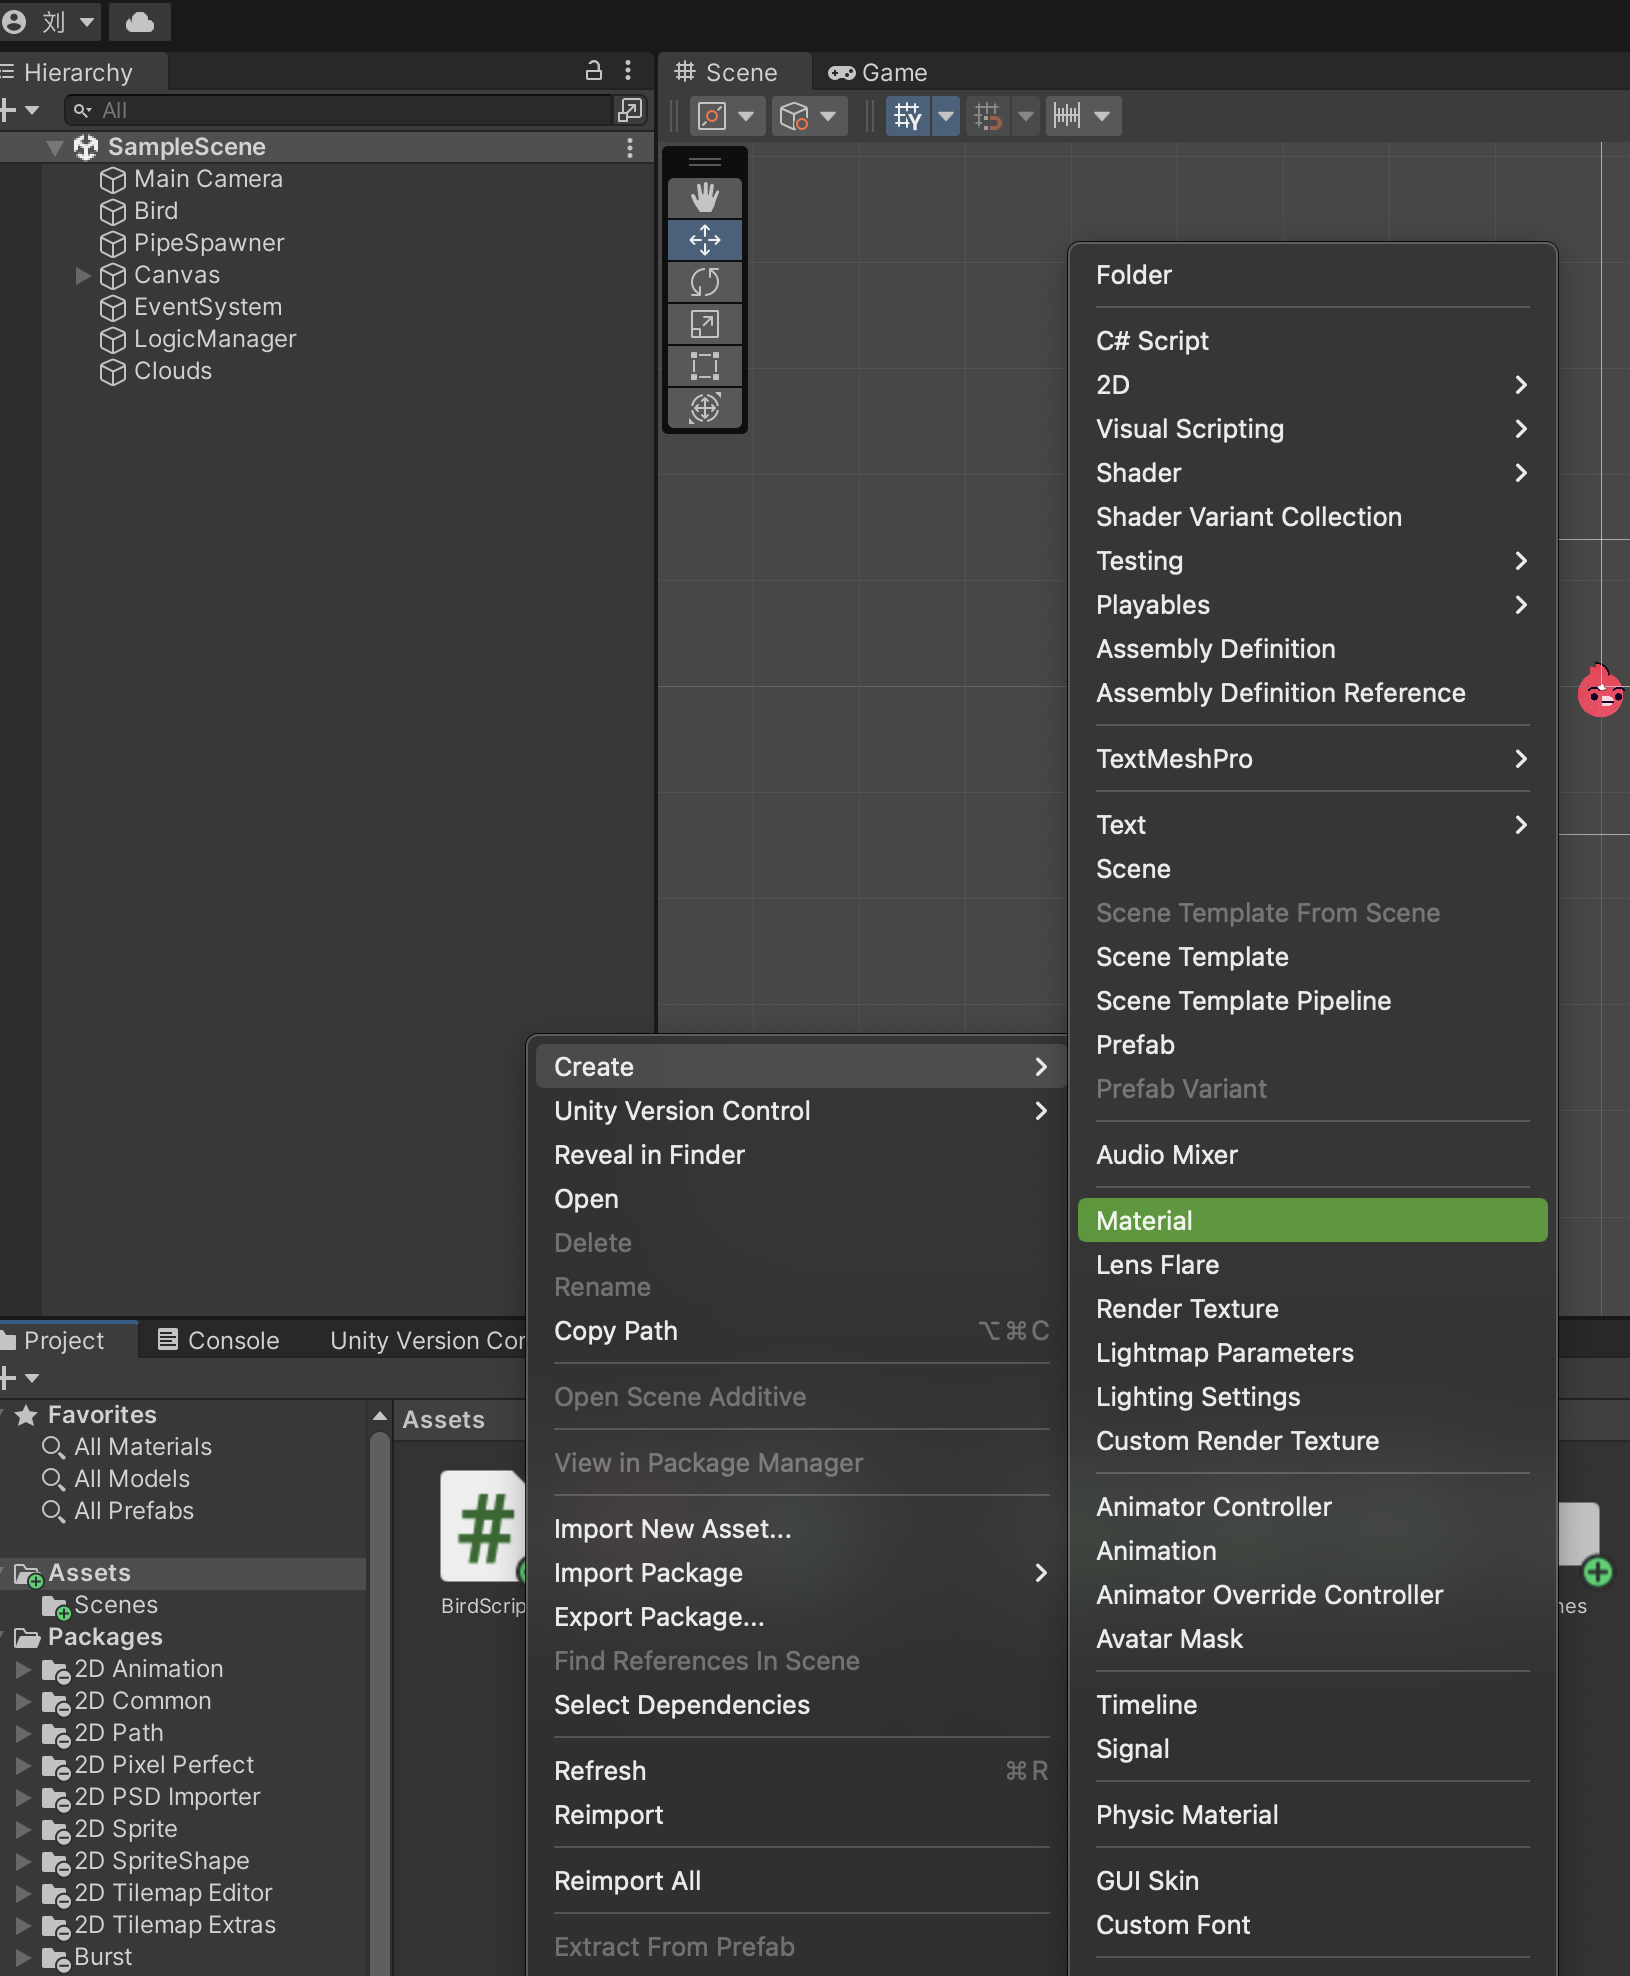 刘
Hierarchy
All
SampleScene
Main Camera
Bird
PipeSpawner
Canvas
EventSystem
LogicManager
Clouds
Scene
Game
Y
Folder
C# Script
2D
Visual Scripting
Shader
Shader Variant Collection
Testing
Playables
Assembly Definition
Assembly Definition Reference
TextMeshPro
Text
Scene
Scene Template From Scene
Scene Template
Scene Template Pipeline
Prefab
Prefab Variant
Audio Mixer
Material
Lens Flare
Render Texture
Lightmap Parameters
Lighting Settings
Custom Render Texture
Animator Controller
Animation
Animator Override Controller
Avatar Mask
Timeline
Signal
Physic Material
GUI Skin
Custom Font
Create
Unity Version Control
Reveal in Finder
Open
Delete
Rename
Copy Path ⌥⌘C
Open Scene Additive
View in Package Manager
Import New Asset...
Import Package
Export Package...
Find References In Scene
Select Dependencies
Refresh ⌘R
Reimport
Reimport All
Extract From Prefab
Project
Console
Unity Version Con
Favorites
All Materials
All Models
All Prefabs
Assets
Scenes
Packages
2D Animation
2D Common
2D Path
2D Pixel Perfect
2D PSD Importer
2D Sprite
2D SpriteShape
2D Tilemap Editor
2D Tilemap Extras
Burst
Assets
#
BirdScrip
nes